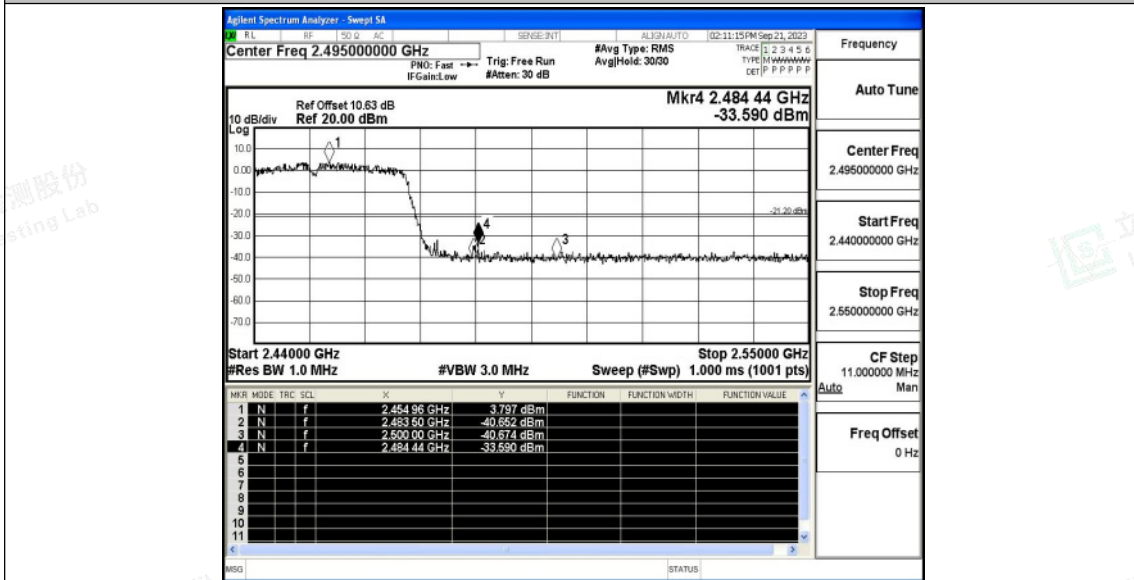 Agilent Spectrum Analyzer - Swept SA
RL RF 50 Ω AC SENSE:INT ALIGNAUTO 02:11:15PM Sep 21, 2023
Center Freq 2.495000000 GHz
PNO: Fast
IFGain:Low
Trig: Free Run
#Atten: 30 dB
#Avg Type: RMS
Avg|Hold: 30/30
TRACE 1 2 3 4 5 6
TYPE MWWWWW
DET P P P P P P
Frequency
Auto Tune
Center Freq
2.495000000 GHz
Start Freq
2.440000000 GHz
Stop Freq
2.550000000 GHz
CF Step
11.000000 MHz
Auto Man
Freq Offset
0 Hz
Ref Offset 10.63 dB
10 dB/div Ref 20.00 dBm
Log
Mkr4 2.484 44 GHz
-33.590 dBm
10.0
0.00
-10.0
-20.0
-30.0
-40.0
-50.0
-60.0
-70.0
1
2
3
4
-21.20 dBm
Start 2.44000 GHz Stop 2.55000 GHz
#Res BW 1.0 MHz #VBW 3.0 MHz Sweep (#Swp) 1.000 ms (1001 pts)
MKR MODE TRC SCL X Y FUNCTION FUNCTION WIDTH FUNCTION VALUE
1 N f 2.454 96 GHz 3.797 dBm
2 N f 2.483 50 GHz -40.652 dBm
3 N f 2.500 00 GHz -40.674 dBm
4 N f 2.484 44 GHz -33.590 dBm
5
6
7
8
9
10
11
MSG STATUS
测股份
sting Lab
立